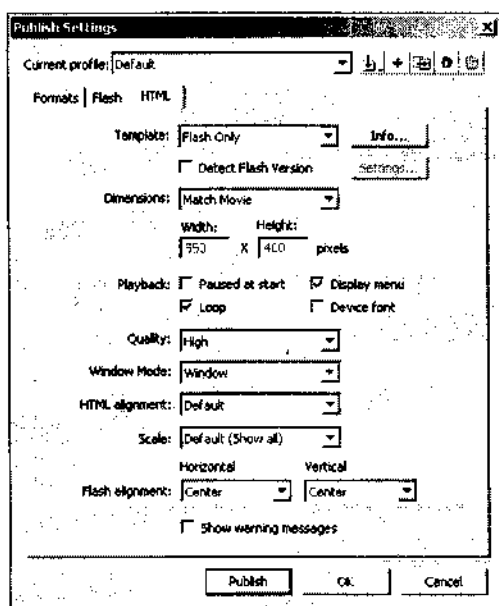 Publish Settings
Current profile: Default
Formats Flash HTML
Template: Flash Only Info...
Detect Flash Version Settings...
Dimensions: Match Movie
Width: Height:
550 X 400 pixels
Playback: Paused at start Display menu
Loop Device font
Quality: High
Window Mode: Window
HTML alignment: Default
Scale: Default (Show all)
Horizontal Vertical
Flash alignment: Center Center
Show warning messages
Publish OK Cancel